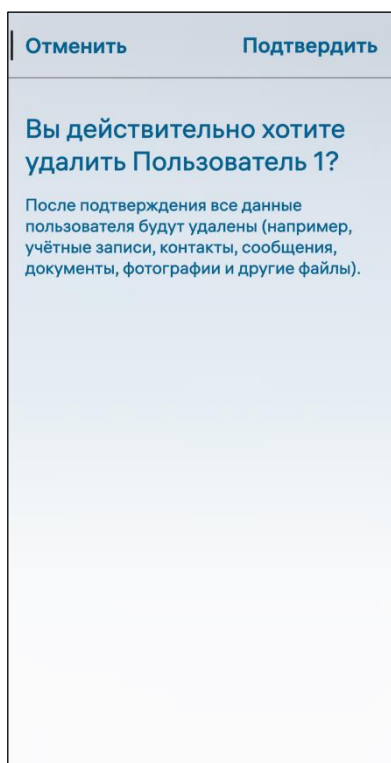 Отменить Подтвердить
Вы действительно хотите
удалить Пользователь 1?
После подтверждения все данные
пользователя будут удалены (например,
учётные записи, контакты, сообщения,
документы, фотографии и другие файлы).